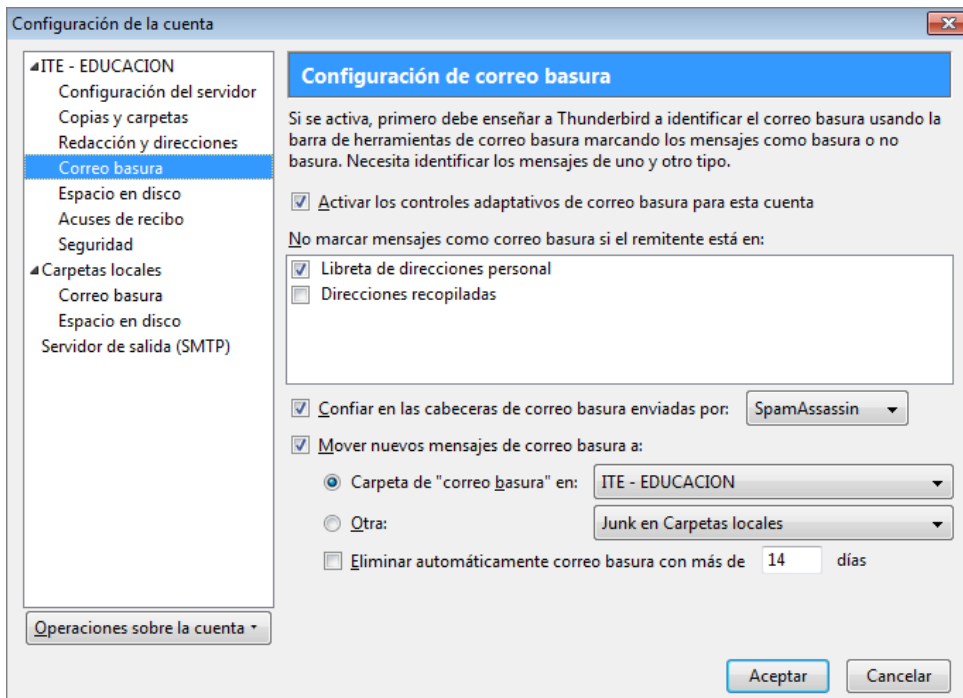 Configuración de la cuenta
ITE - EDUCACION
Configuración del servidor
Copias y carpetas
Redacción y direcciones
Correo basura
Espacio en disco
Acuses de recibo
Seguridad
Carpetas locales
Correo basura
Espacio en disco
Servidor de salida (SMTP)
Operaciones sobre la cuenta
Configuración de correo basura
Si se activa, primero debe enseñar a Thunderbird a identificar el correo basura usando la
barra de herramientas de correo basura marcando los mensajes como basura o no
basura. Necesita identificar los mensajes de uno y otro tipo.
Activar los controles adaptativos de correo basura para esta cuenta
No marcar mensajes como correo basura si el remitente está en:
Libreta de direcciones personal
Direcciones recopiladas
Confiar en las cabeceras de correo basura enviadas por: SpamAssassin
Mover nuevos mensajes de correo basura a:
Carpeta de "correo basura" en: ITE - EDUCACION
Otra: Junk en Carpetas locales
Eliminar automáticamente correo basura con más de 14 días
Aceptar Cancelar